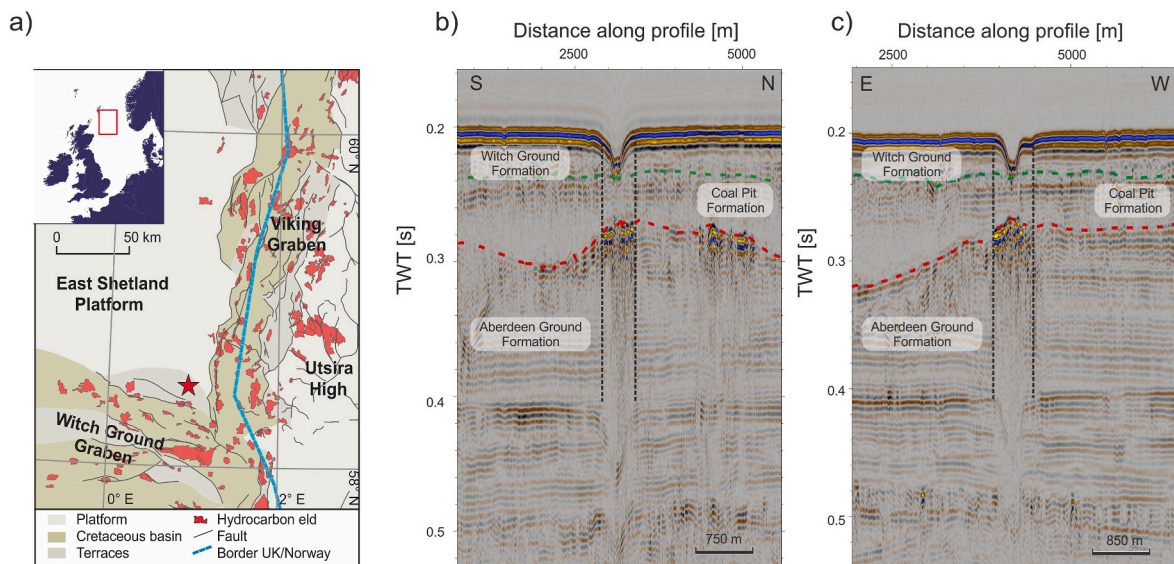 a)
0 50 km
60° N
Viking
Graben
East Shetland
Platform
Utsira
High
Witch Ground
Graben
0° E
2° E
58° N
Platform
Cretaceous basin
Terraces
Hydrocarbon eld
Fault
Border UK/Norway
b)
Distance along profile [m]
2500 5000
S N
TWT [s]
0.2
0.3
0.4
0.5
Witch Ground
Formation
Coal Pit
Formation
Aberdeen Ground
Formation
750 m
c)
Distance along profile [m]
2500 5000
E W
TWT [s]
0.2
0.3
0.4
0.5
Witch Ground
Formation
Coal Pit
Formation
Aberdeen Ground
Formation
850 m